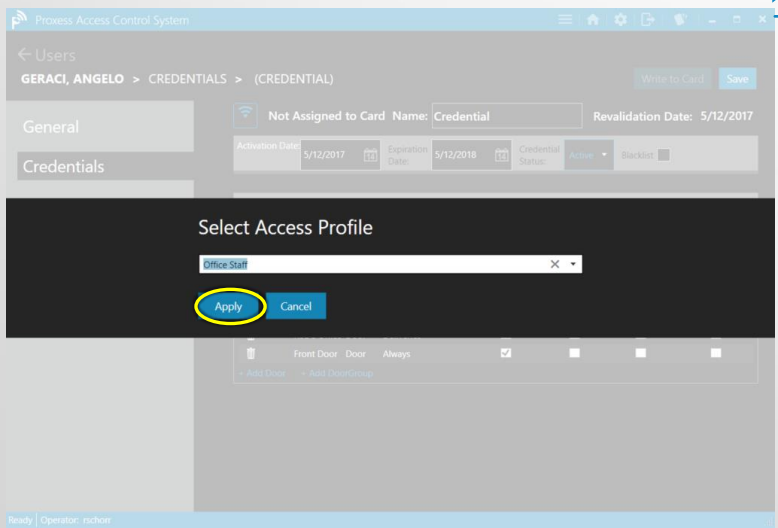 Proxess Access Control System
← Users
GERACI, ANGELO > CREDENTIALS > (CREDENTIAL)
Write to Card Save
General
Credentials
Not Assigned to Card Name: Credential Revalidation Date: 5/12/2017
Activation Date: 5/12/2017 14 Expiration Date: 5/12/2018 14 Credential Status: Active Blacklist
Select Access Profile
Office Staff
Apply Cancel
Front Door Door Always
+ Add Door + Add DoorGroup
Ready Operator: rschorr